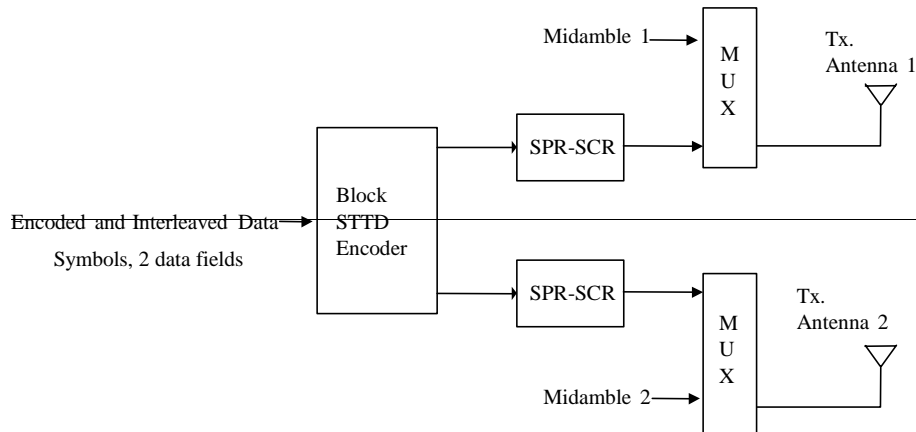 Midamble 1
M
U
X
Tx.
Antenna 1
SPR-SCR
Block
STTD
Encoder
Encoded and Interleaved Data
Symbols, 2 data fields
SPR-SCR
Tx.
Antenna 2
M
U
X
Midamble 2